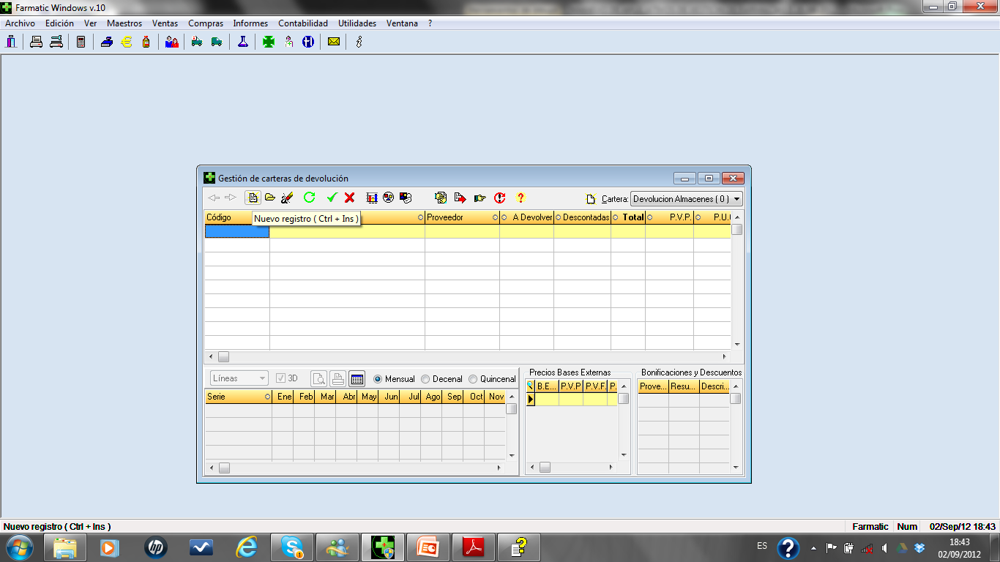 Farmatic Windows v.10
Archivo Edición Ver Maestros Ventas Compras Informes Contabilidad Utilidades Ventana ?
Gestión de carteras de devolución
Cartera: Devolucion Almacenes ( 0 )
Código Proveedor A Devolver Descontadas Total P.V.P. P.U.
Nuevo registro ( Ctrl + Ins )
Líneas 3D Mensual Decenal Quincenal
Serie Ene Feb Mar Abr May Jun Jul Ago Sep Oct Nov
Precios Bases Externas
B.E... P.V.P P.V.F. P.
Bonificaciones y Descuentos
Prove... Resu... Descri...
Nuevo registro ( Ctrl + Ins )
Farmatic Num 02/Sep/12 18:43
hp
ES
18:43
02/09/2012